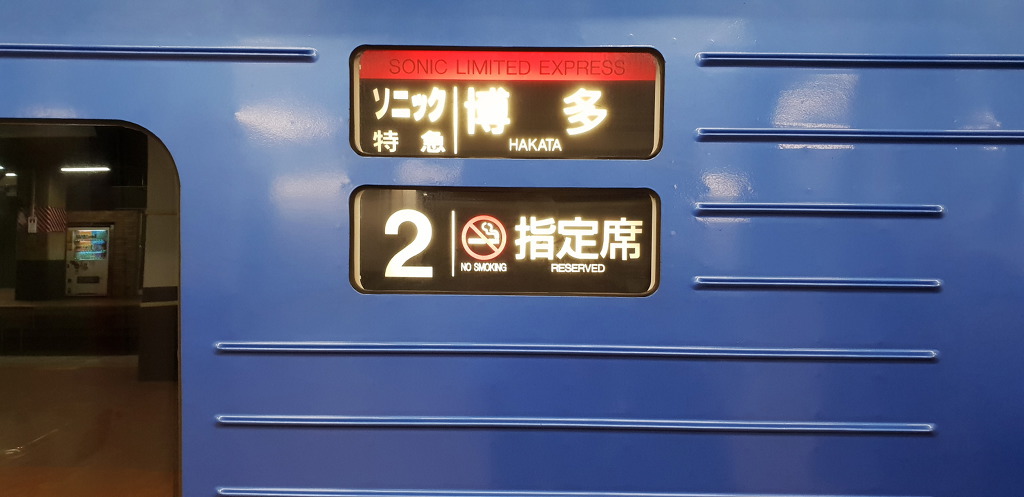 SONIC LIMITED EXPRESS
ソニック 博多
特急 HAKATA
2 指定席
NO SMOKING RESERVED